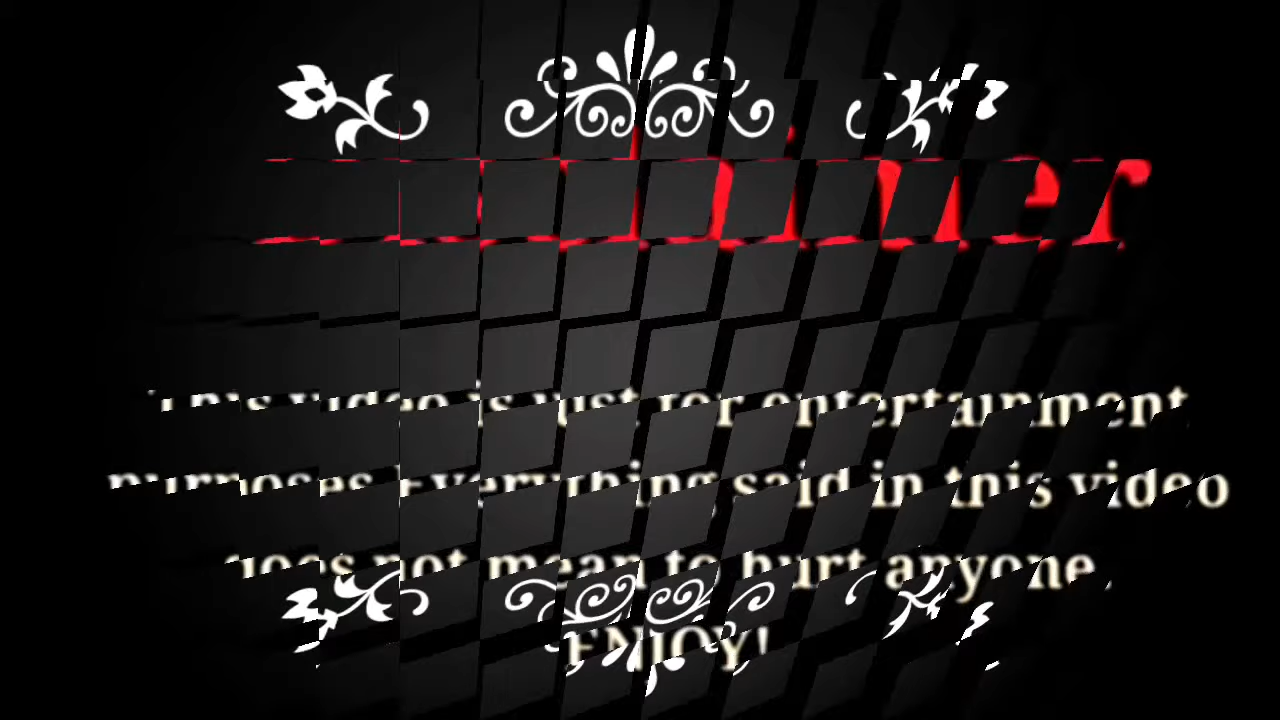 This video is just for entertainment
purposes Everything said in this video
does not mean to hurt anyone
ENJOY!